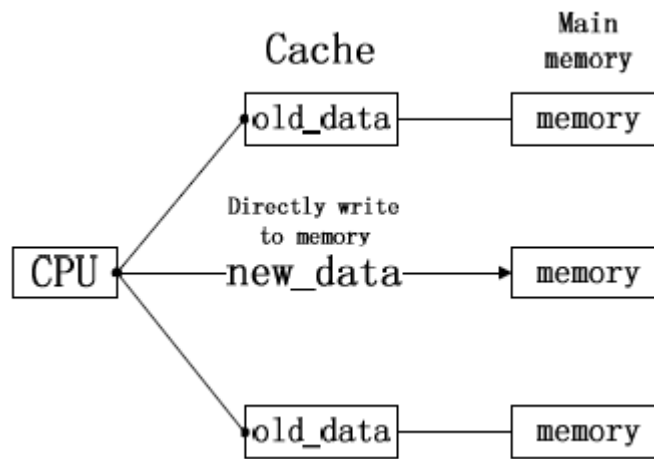 Cache
Main
memory
old_data
memory
Directly write
to memory
CPU
new_data
memory
old_data
memory